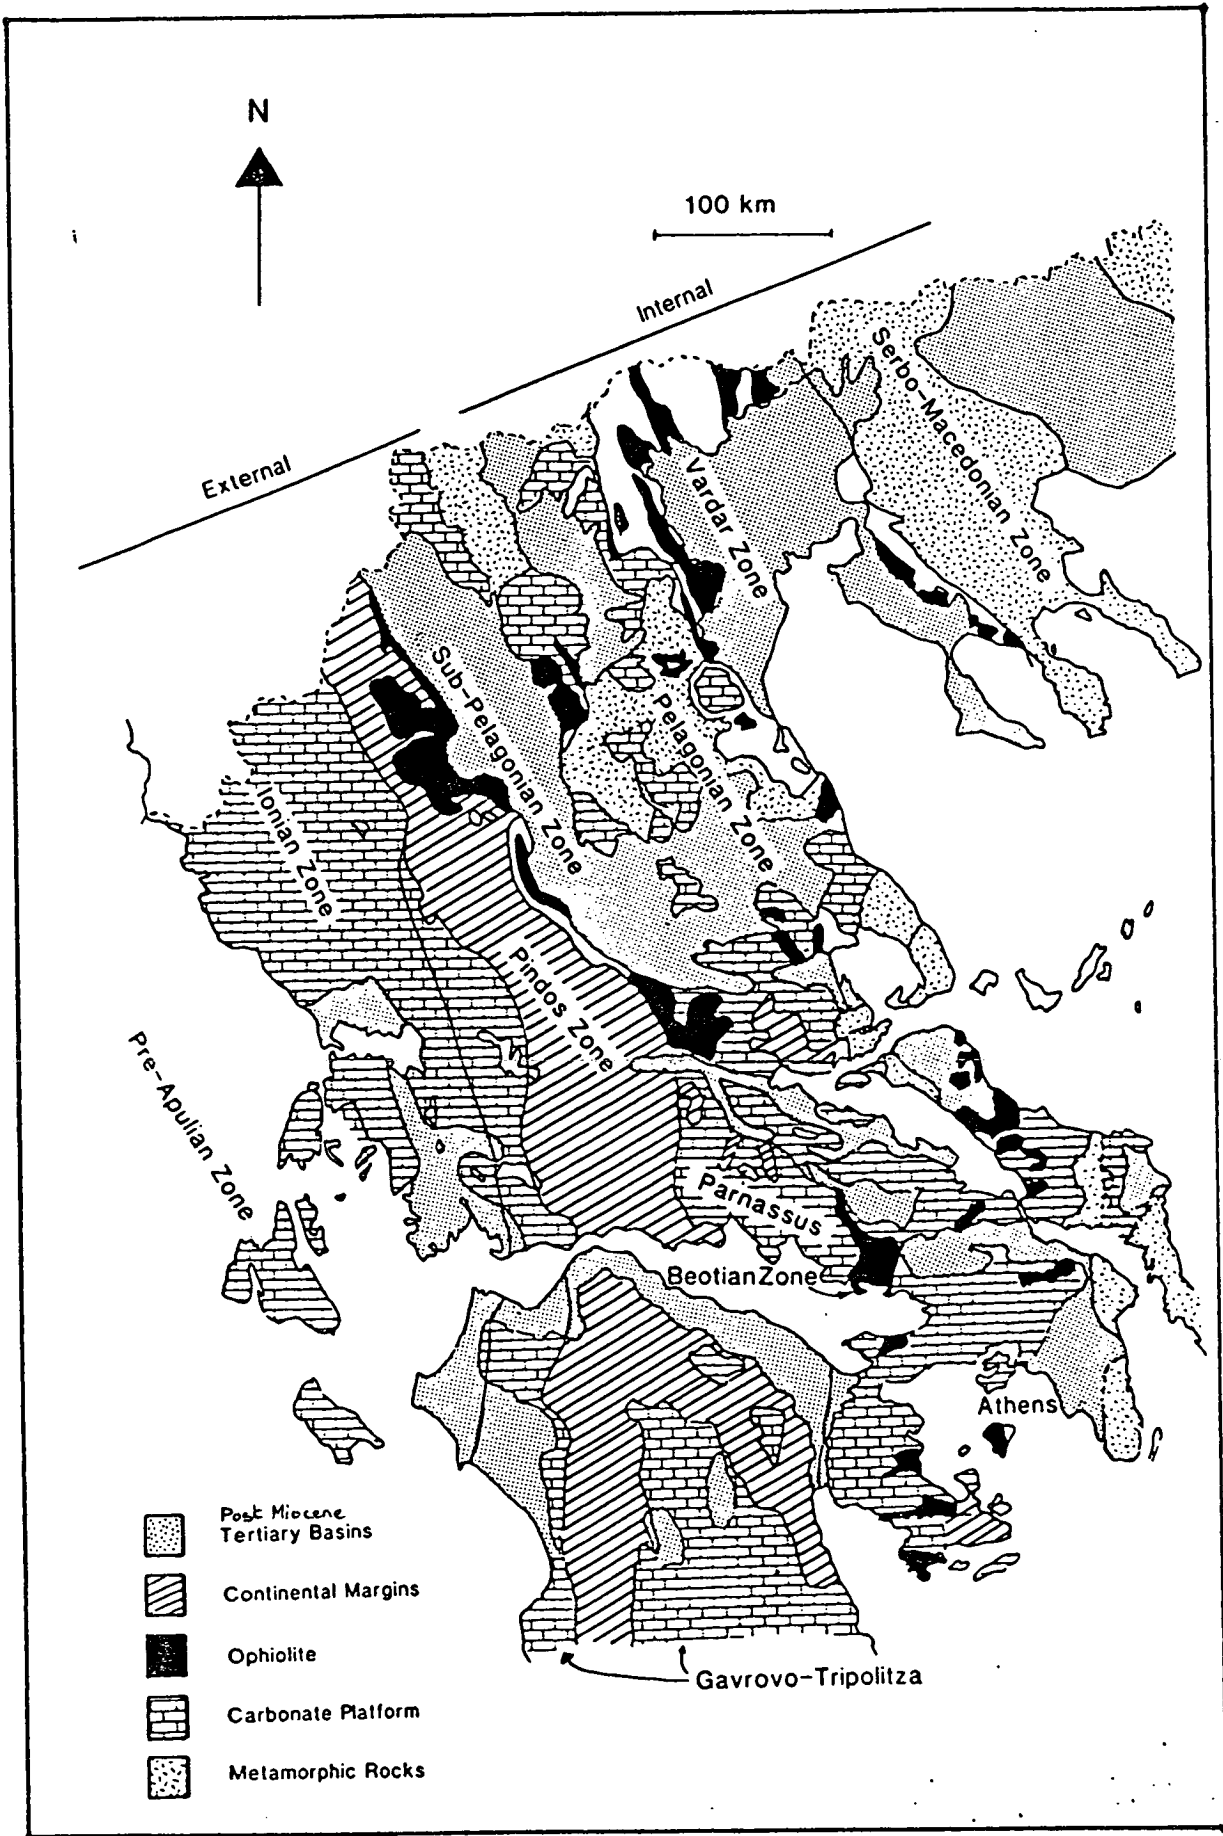 N
100 km
Internal
External
Serbo-Macedonian Zone
Vardar Zone
Sub-Pelagonian Zone
Pelagonian Zone
Ionian Zone
Pindos Zone
Pre-Apulian Zone
Parnassus
Beotian Zone
Athens
Post Miocene
Tertiary Basins
Continental Margins
Ophiolite
Gavrovo-Tripolitza
Carbonate Platform
Metamorphic Rocks